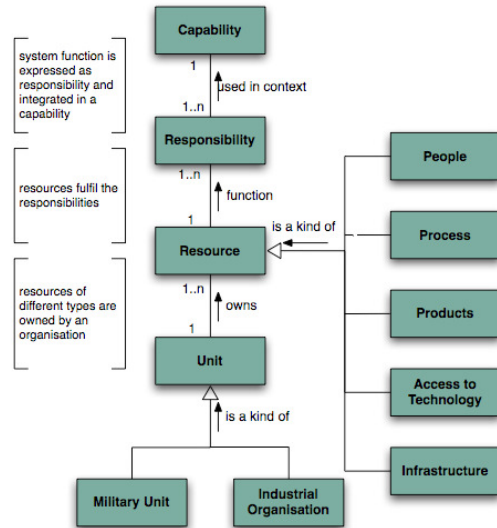 Capability
system function is
expressed as
responsibility and
integrated in a
capability
1
used in context
1..n
Responsibility
1..n
resources fulfil the
responsibilities
function
1
Resource
is a kind of
People
Process
Products
Access to
Technology
Infrastructure
resources of
different types are
owned by an
organisation
1..n
owns
1
Unit
is a kind of
Military Unit
Industrial
Organisation